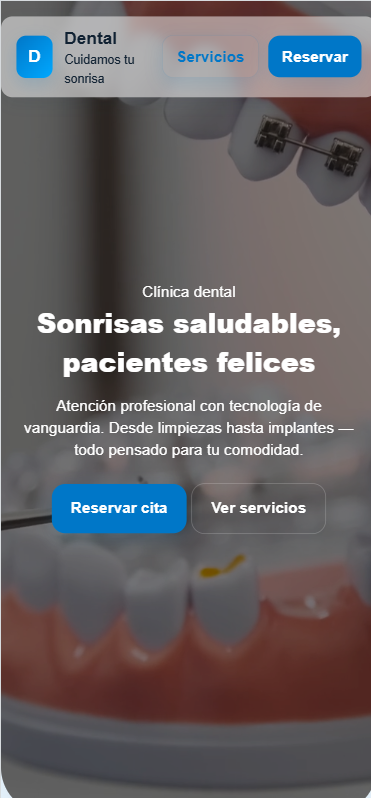 D
Dental
Cuidamos tu
sonrisa
Servicios
Reservar
Clínica dental
Sonrisas saludables,
pacientes felices
Atención profesional con tecnología de
vanguardia. Desde limpiezas hasta implantes —
todo pensado para tu comodidad.
Reservar cita
Ver servicios